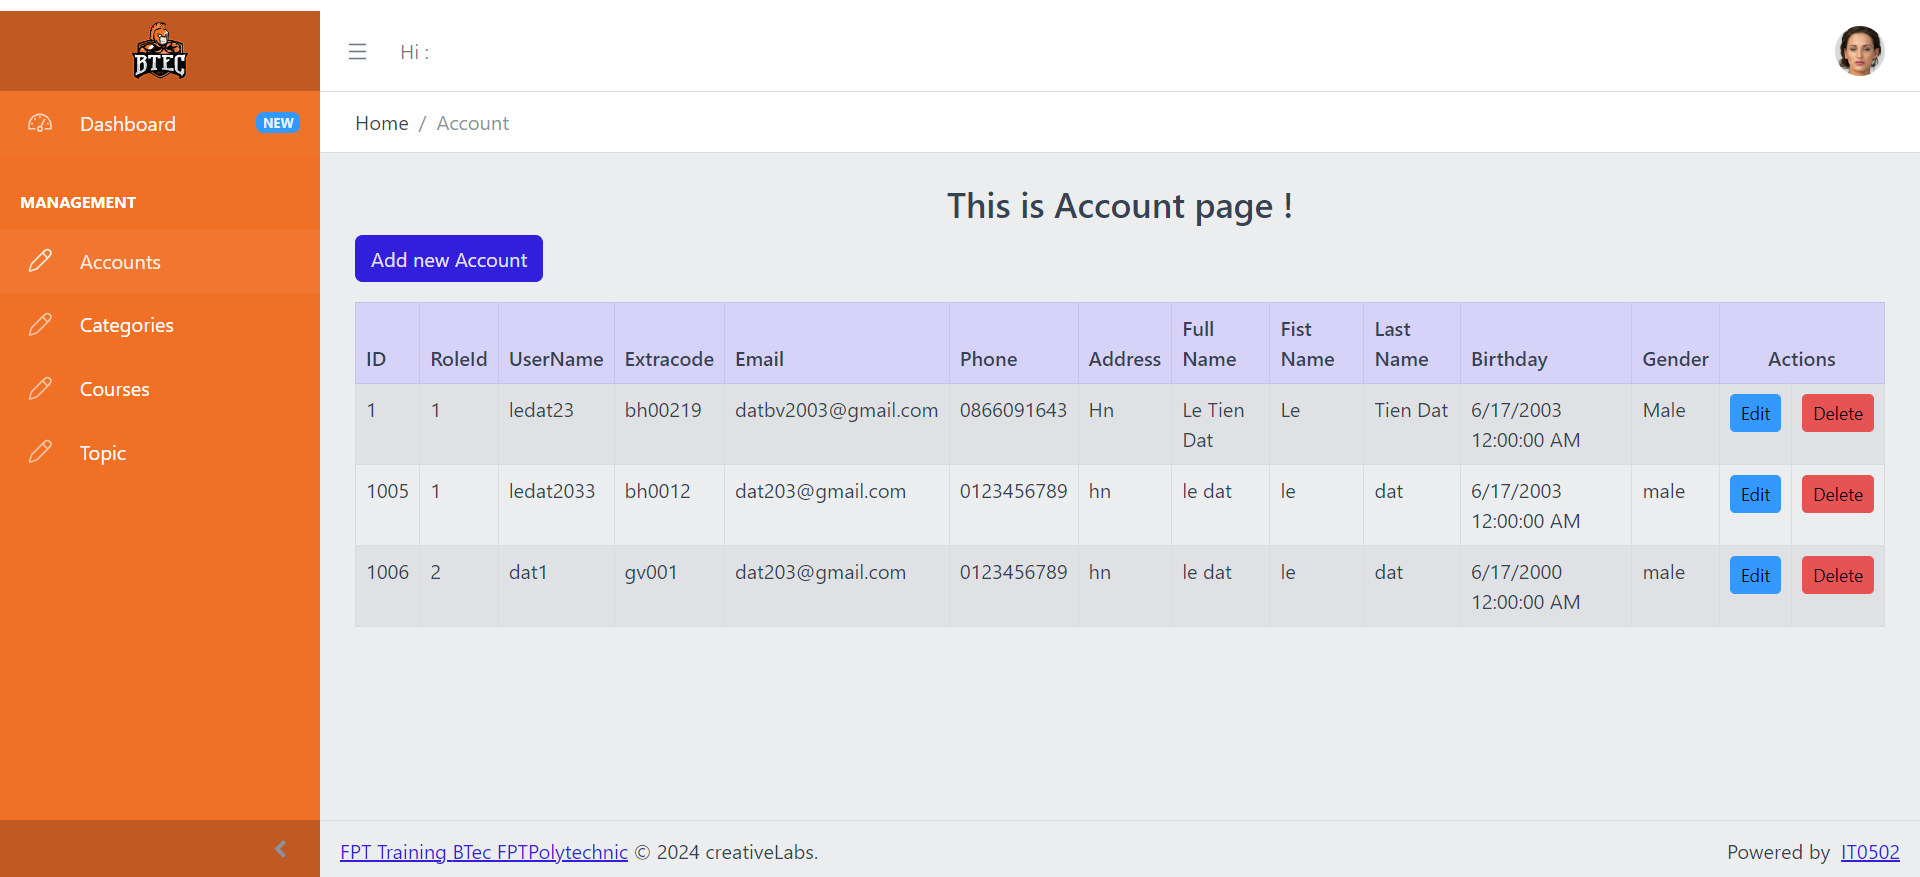 BTEC
Hi :
Dashboard NEW
Home / Account
MANAGEMENT
Accounts
Categories
Courses
Topic
This is Account page !
Add new Account
ID RoleId UserName Extracode Email Phone Address Full Name Fist Name Last Name Birthday Gender Actions
1 1 ledat23 bh00219 datbv2003@gmail.com 0866091643 Hn Le Tien Dat Le Tien Dat 6/17/2003 12:00:00 AM Male Edit Delete
1005 1 ledat2033 bh0012 dat203@gmail.com 0123456789 hn le dat le dat 6/17/2003 12:00:00 AM male Edit Delete
1006 2 dat1 gv001 dat203@gmail.com 0123456789 hn le dat le dat 6/17/2000 12:00:00 AM male Edit Delete
FPT Training BTec FPTPolytechnic © 2024 creativeLabs.
Powered by IT0502